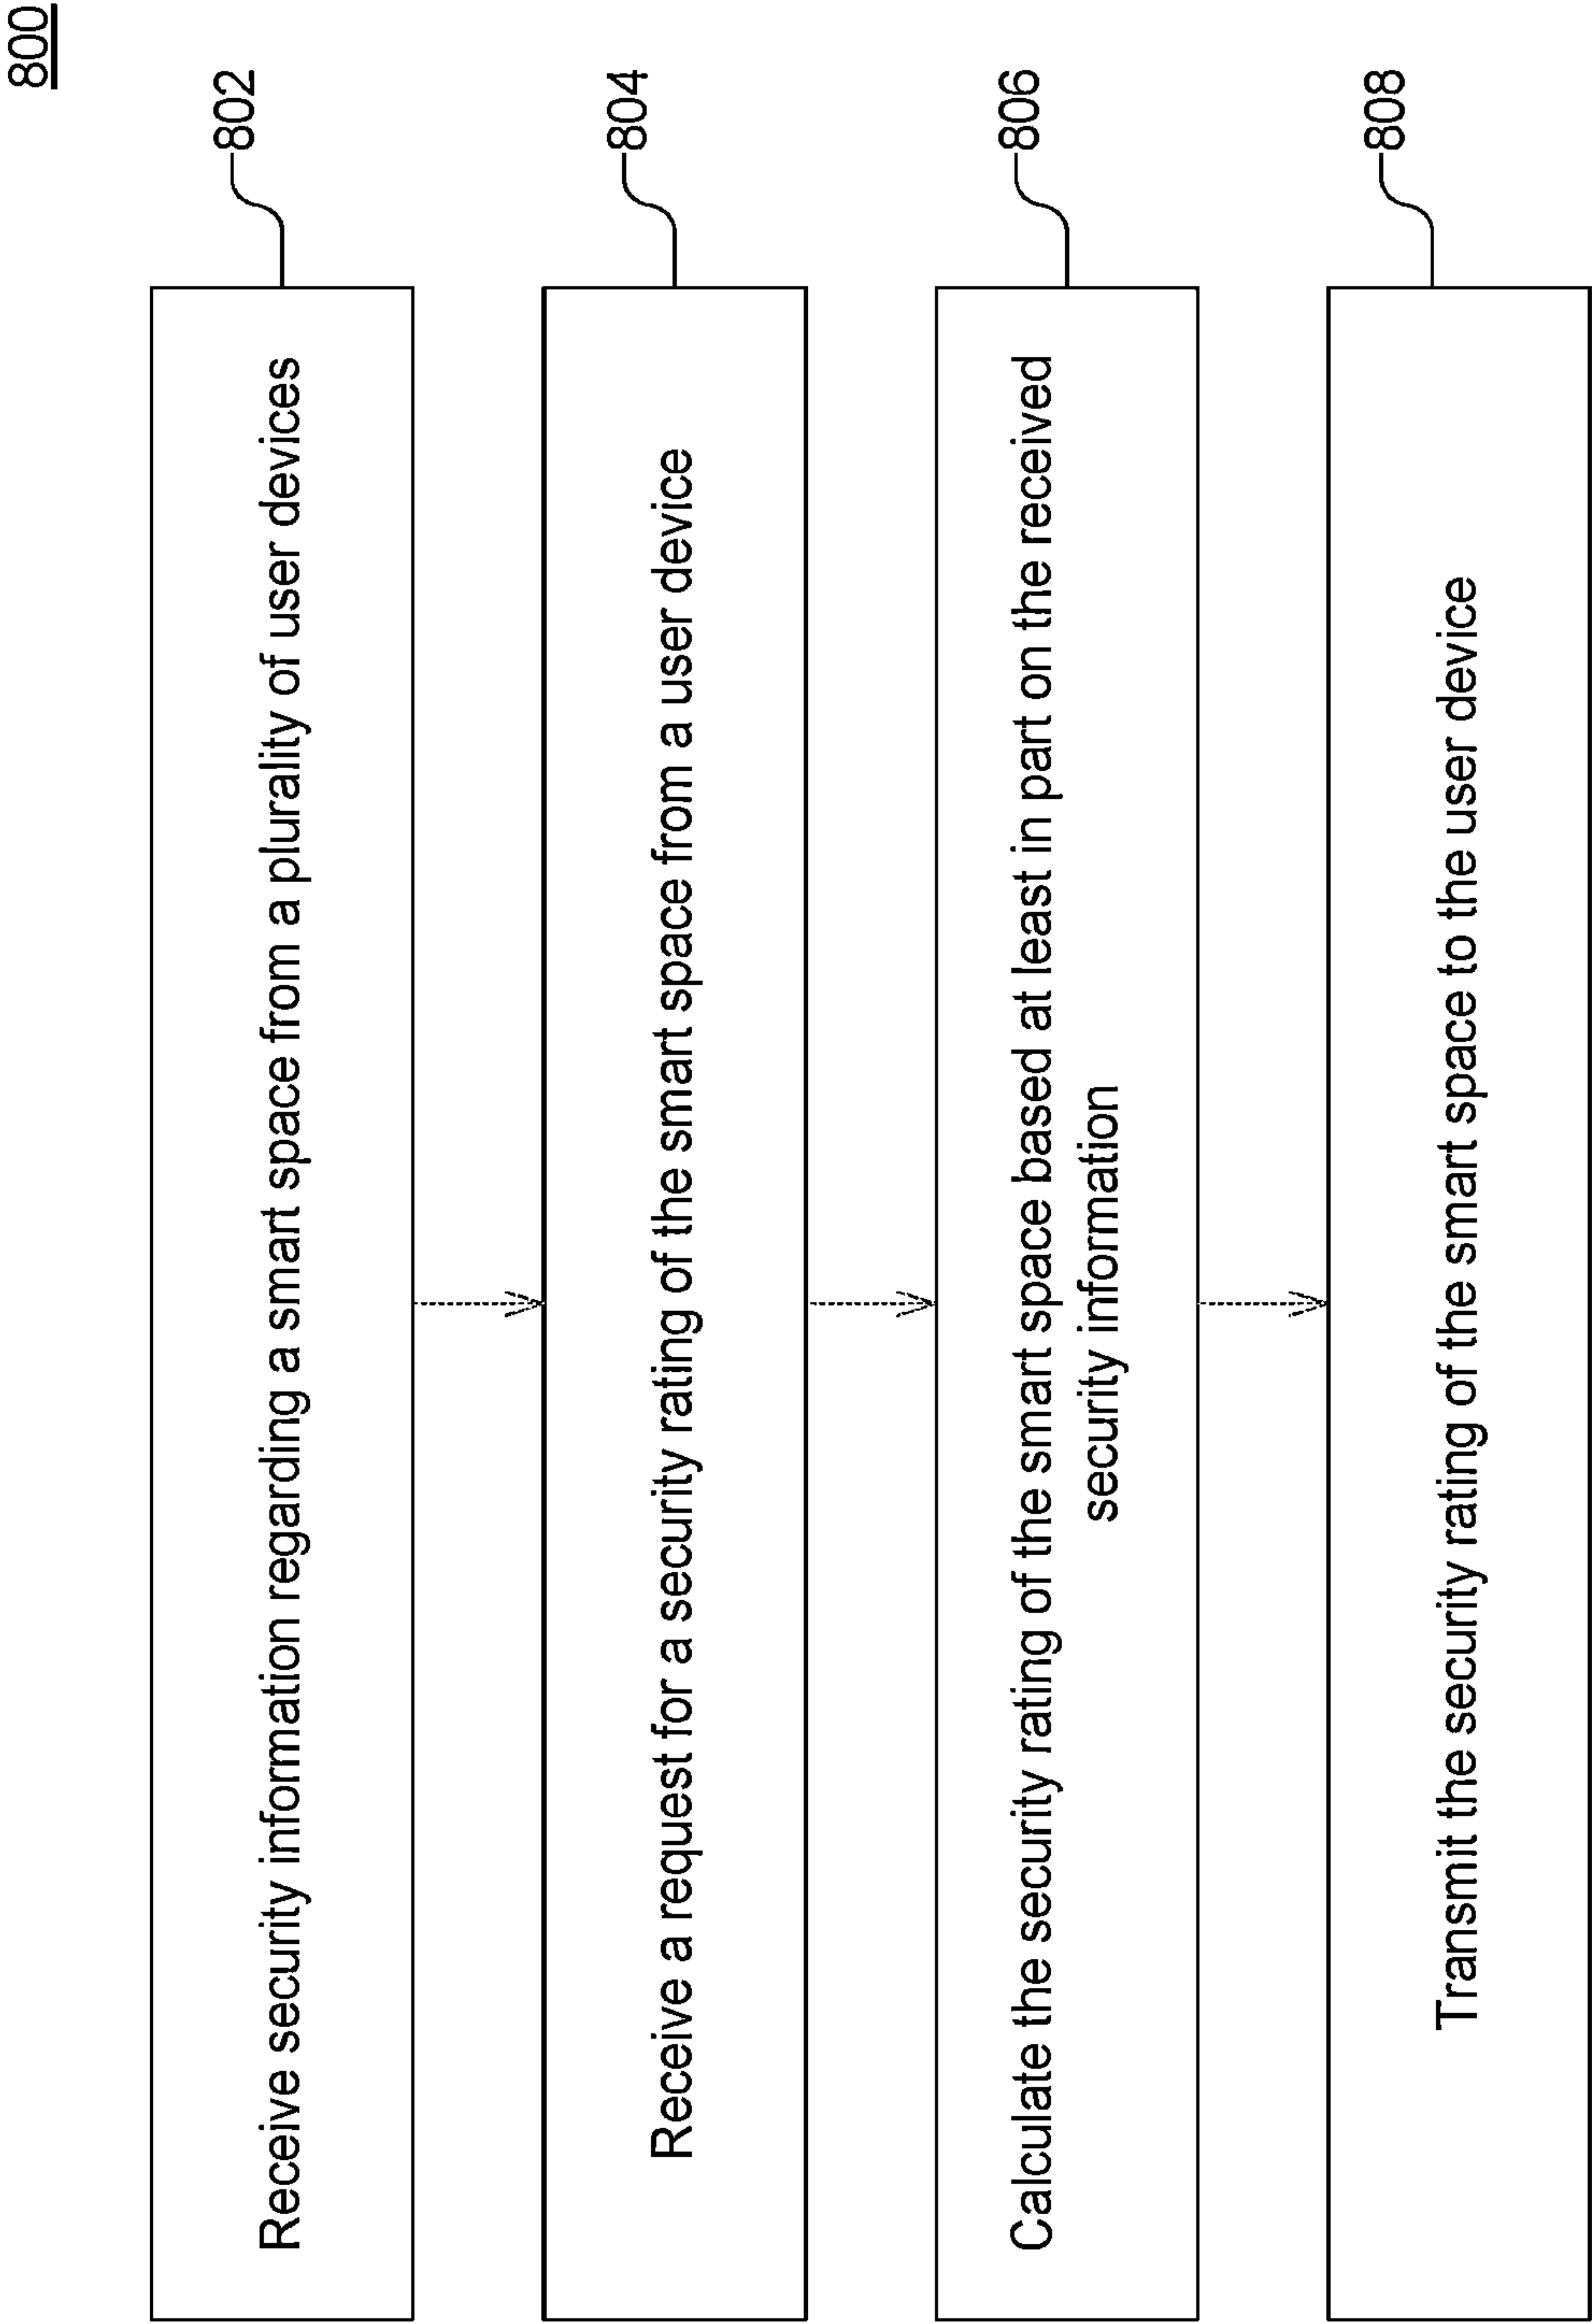 800
Receive security information regarding a smart space from a plurality of user devices
802
Receive a request for a security rating of the smart space from a user device
804
Calculate the security rating of the smart space based at least in part on the received
security information
806
Transmit the security rating of the smart space to the user device
808